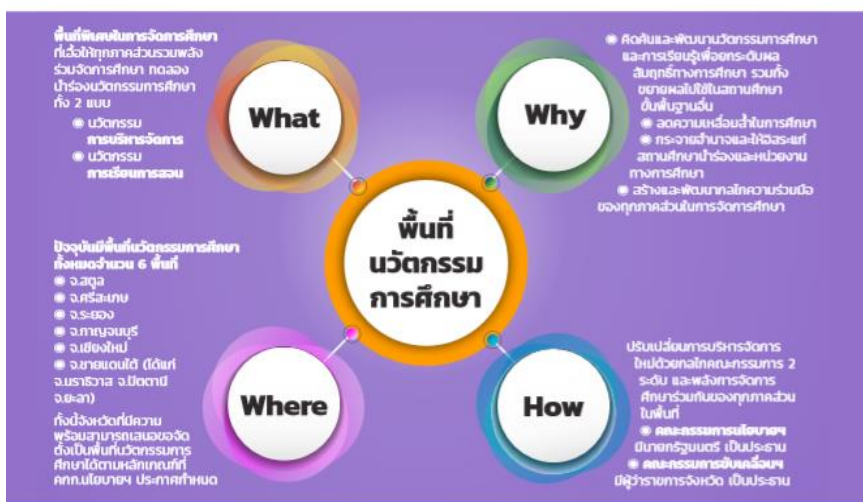 พื้นที่พิเศษในการจัดการศึกษา
ที่เอื้อให้ทุกภาคส่วนรวมพลัง
ร่วมจัดการศึกษา ทดลอง
นำร่องนวัตกรรมการศึกษา
ทั้ง 2 แบบ
◉ นวัตกรรม
การบริหารจัดการ
◉ นวัตกรรม
การเรียนการสอน
What
Why
◉ คิดค้นและพัฒนานวัตกรรมการศึกษา
และการเรียนรู้เพื่อยกระดับผล
สัมฤทธิ์ทางการศึกษา รวมทั้ง
ขยายผลไปใช้ในสถานศึกษา
ขั้นพื้นฐานอื่น
◉ ลดความเหลื่อมล้ำในการศึกษา
◉ กระจายอำนาจและให้อิสระแก่
สถานศึกษานำร่องและหน่วยงาน
ทางการศึกษา
◉ สร้างและพัฒนากลไกความร่วมมือ
ของทุกภาคส่วนในการจัดการศึกษา
พื้นที่
นวัตกรรม
การศึกษา
ปัจจุบันมีพื้นที่นวัตกรรมการศึกษา
ทั้งหมดจำนวน 6 พื้นที่
◉ จ.สตูล
◉ จ.ศรีสะเกษ
◉ จ.ระยอง
◉ จ.กาญจนบุรี
◉ จ.เชียงใหม่
◉ จ.ชายแดนใต้ (ได้แก่
จ.นราธิวาส จ.ปัตตานี
จ.ยะลา)
ทั้งนี้จังหวัดที่มีความ
พร้อมสามารถเสนอขอจัด
ตั้งเป็นพื้นที่นวัตกรรมการ
ศึกษาได้ตามหลักเกณฑ์ที่
คกก.นโยบายฯ ประกาศกำหนด
Where
How
ปรับเปลี่ยนการบริหารจัดการ
ใหม่ด้วยกลไกคณะกรรมการ 2
ระดับ และพลังการจัดการ
ศึกษาร่วมกันของทุกภาคส่วน
ในพื้นที่
◉ คณะกรรมการนโยบายฯ
มีนายกรัฐมนตรี เป็นประธาน
◉ คณะกรรมการขับเคลื่อนฯ
มีผู้ว่าราชการจังหวัด เป็นประธาน